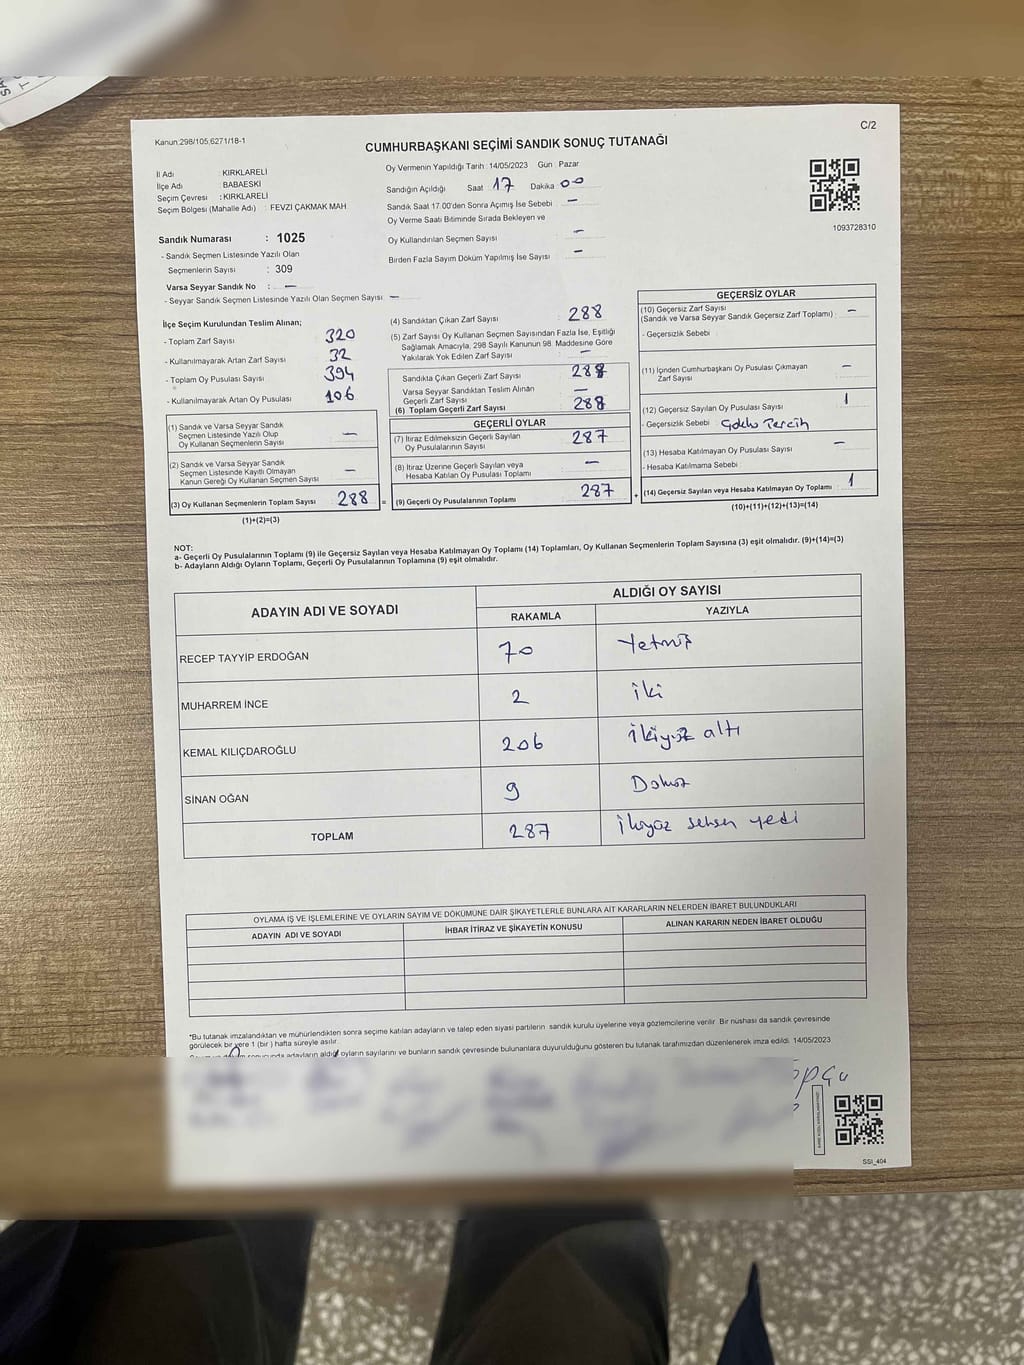 C/2
Kanun:298/105,6271/18-1
CUMHURBAŞKANI SEÇİMİ SANDIK SONUÇ TUTANAĞI
İl Adı : KIRKLARELİ
İlçe Adı : BABAESKİ
Seçim Çevresi : KIRKLARELİ
Seçim Bölgesi (Mahalle Adı) : FEVZI ÇAKMAK MAH
Sandık Numarası : 1025
- Sandık Seçmen Listesinde Yazılı Olan
Seçmenlerin Sayısı : 309
Varsa Seyyar Sandık No : —
- Seyyar Sandık Seçmen Listesinde Yazılı Olan Seçmen Sayısı : —
Oy Vermenin Yapıldığı Tarih :14/05/2023 Gün : Pazar
Sandığın Açıldığı Saat 17 Dakika 00
Sandık Saat 17.00'den Sonra Açımış İse Sebebi —
Oy Verme Saati Bitiminde Sırada Bekleyen ve
Oy Kullandırılan Seçmen Sayısı —
Birden Fazla Sayım Döküm Yapılmış İse Sayısı —
1093728310
İlçe Seçim Kurulundan Teslim Alınan;
- Toplam Zarf Sayısı 320
- Kullanılmayarak Artan Zarf Sayısı 32
- Toplam Oy Pusulası Sayısı 394
- Kullanılmayarak Artan Oy Pusulası 106
(1) Sandık ve Varsa Seyyar Sandık
Seçmen Listesinde Yazılı Olup
Oy Kullanan Seçmenlerin Sayısı —
(2) Sandık ve Varsa Seyyar Sandık
Seçmen Listesinde Kayıtlı Olmayan
Kanun Gereği Oy Kullanan Seçmen Sayısı —
(3) Oy Kullanan Seçmenlerin Toplam Sayısı 288 =
(1)+(2)=(3)
(4) Sandıktan Çıkan Zarf Sayısı 288
(5) Zarf Sayısı Oy Kullanan Seçmen Sayısından Fazla İse, Eşitliği
Sağlamak Amacıyla, 298 Sayılı Kanunun 98. Maddesine Göre
Yakılarak Yok Edilen Zarf Sayısı —
Sandıkta Çıkan Geçerli Zarf Sayısı 288
Varsa Seyyar Sandıktan Teslim Alınan
Geçerli Zarf Sayısı —
(6) Toplam Geçerli Zarf Sayısı 288
GEÇERLİ OYLAR
(7) İtiraz Edilmeksizin Geçerli Sayılan
Oy Pusulaları Sayısı 287
(8) İtiraz Üzerine Geçerli Sayılan veya
Hesaba Katılan Oy Pusulası Toplamı —
(9) Geçerli Oy Pusulalarının Toplamı 287 +
GEÇERSİZ OYLAR
(10) Geçersiz Zarf Sayısı
(Sandık ve Varsa Seyyar Sandık Geçersiz Zarf Toplamı) : —
- Geçersizlik Sebebi
(11) İçinden Cumhurbaşkanı Oy Pusulası Çıkmayan
Zarf Sayısı —
(12) Geçersiz Sayılan Oy Pusulası Sayısı 1
- Geçersizlik Sebebi Çoklu Tercih
(13) Hesaba Katılmayan Oy Pusulası Sayısı —
- Hesaba Katılmama Sebebi
(14) Geçersiz Sayılan veya Hesaba Katılmayan Oy Toplamı 1
(10)+(11)+(12)+(13)=(14)
NOT:
a- Geçerli Oy Pusulalarının Toplamı (9) ile Geçersiz Sayılan veya Hesaba Katılmayan Oy Toplamı (14) Toplamları, Oy Kullanan Seçmenlerin Toplam Sayısına (3) eşit olmalıdır. (9)+(14)=(3)
b- Adayların Aldığı Oyların Toplamı, Geçerli Oy Pusulalarının Toplamına (9) eşit olmalıdır.
ADAYIN ADI VE SOYADI ALDIĞI OY SAYISI
RAKAMLA YAZIYLA
RECEP TAYYİP ERDOĞAN 70 Yetmiş
MUHARREM İNCE 2 İki
KEMAL KILIÇDAROĞLU 206 İkiyüz altı
SİNAN OĞAN 9 Dokuz
TOPLAM 287 İkiyüz seksen yedi
OYLAMA İŞ VE İŞLEMLERİNE VE OYLARIN SAYIM VE DÖKÜMÜNE DAİR ŞİKAYETLERLE BUNLARA AİT KARARLARIN NELERDEN İBARET BULUNDUKLARI
ADAYIN ADI VE SOYADI İHBAR İTİRAZ VE ŞİKAYETİN KONUSU ALINAN KARARIN NEDEN İBARET OLDUĞU
*Bu tutanak imzalandıktan ve mühürlendikten sonra seçime katılan adayların ve talep eden siyasi partilerin sandık kurulu üyelerine veya gözlemcilerine verilir. Bir nüshası da sandık çevresinde
görülecek bir yere 1 (bir ) hafta süreyle asılır.
adayların aldığı oyların sayılarını ve bunların sandık çevresinde bulunanlara duyurulduğunu gösteren bu tutanak tarafımızdan düzenlenerek imza edildi. 14/05/2023
SSI_404